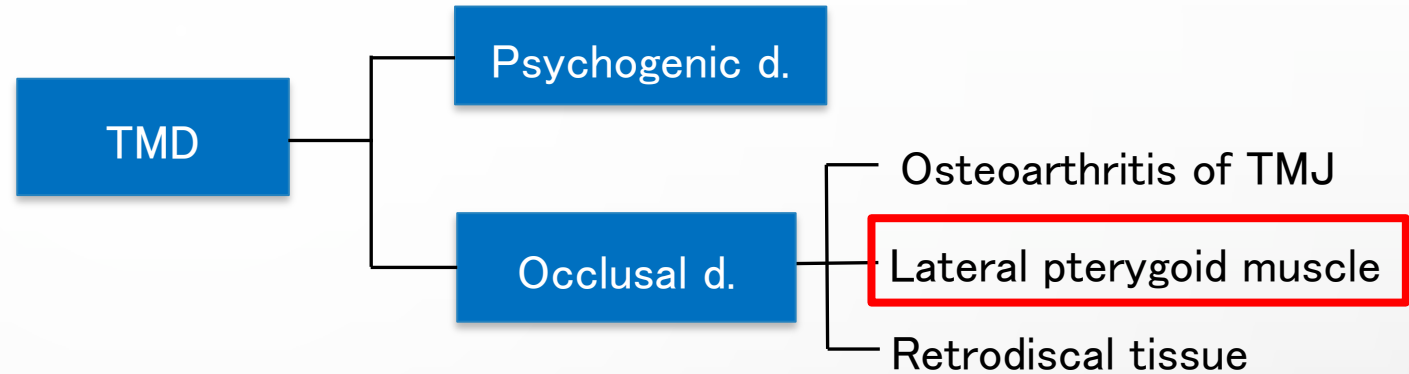 Psychogenic d.
TMD
Osteoarthritis of TMJ
Occlusal d.
Lateral pterygoid muscle
Retrodiscal tissue